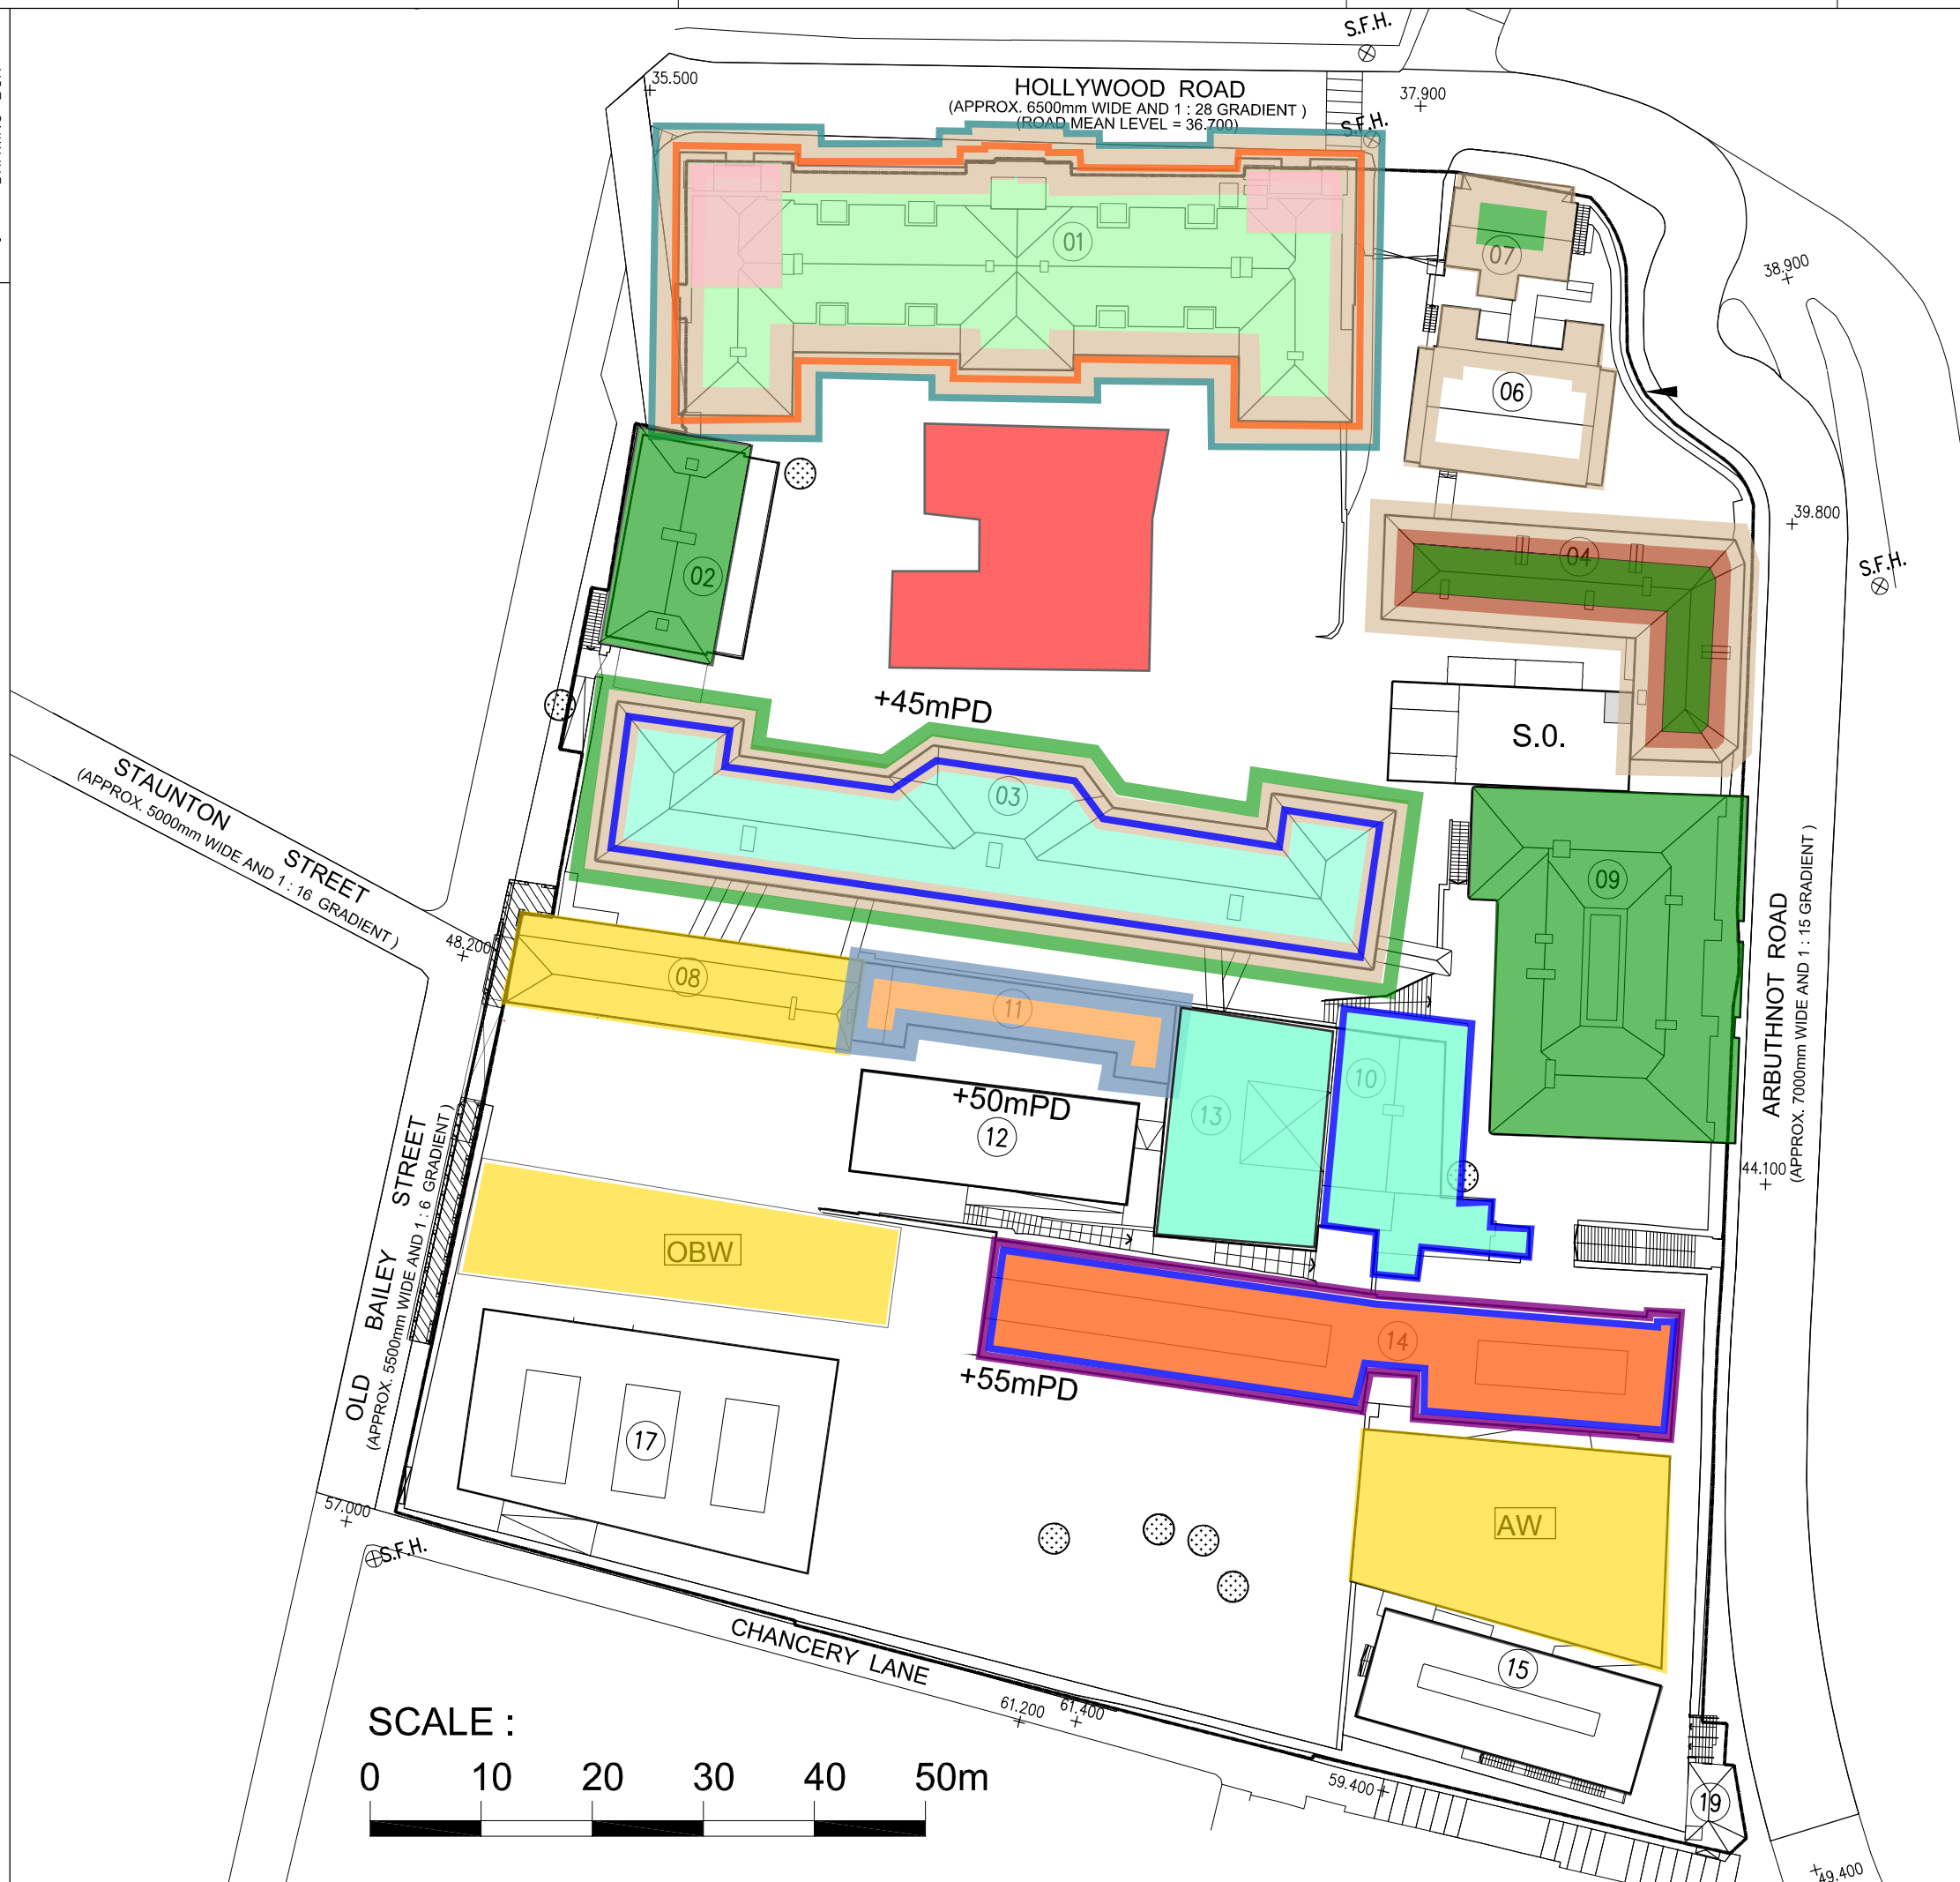 S.F.H.
35.500
HOLLYWOOD ROAD
(APPROX. 6500mm WIDE AND 1 : 28 GRADIENT )
(ROAD MEAN LEVEL = 36.700)
37.900
S.F.H.
01
07
38.900
06
39.800
04
S.F.H.
02
+45mPD
S.O.
03
STAUNTON STREET
(APPROX. 5000mm WIDE AND 1 : 16 GRADIENT )
09
48.200
08
11
10
13
+50mPD
12
ARBUTHNOT ROAD
(APPROX. 7000mm WIDE AND 1 : 15 GRADIENT )
44.100
OLD BAILEY STREET
(APPROX. 5500mm WIDE AND 1 : 6 GRADIENT )
OBW
14
+55mPD
17
57.000
S.F.H.
AW
CHANCERY LANE
15
61.200
61.400
59.400
19
49.400
SCALE :
0 10 20 30 40 50m